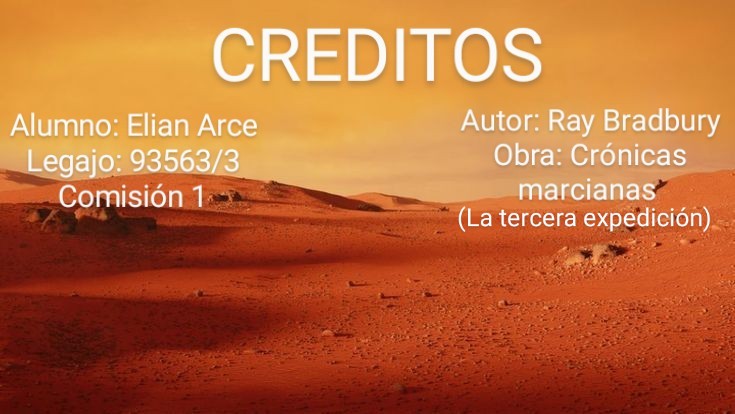 CREDITOS
Alumno: Elian Arce
Legajo: 93563/3
Comisión 1
Autor: Ray Bradbury
Obra: Crónicas
marcianas
(La tercera expedición)